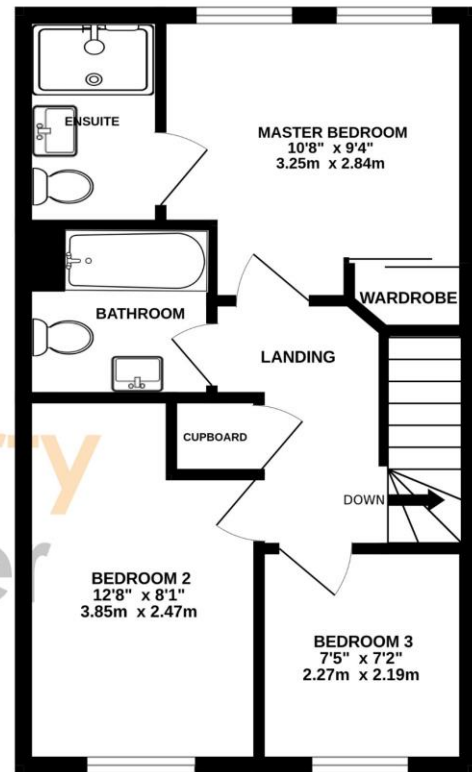 ENSUITE
MASTER BEDROOM
10'8" x 9'4"
3.25m x 2.84m
WARDROBE
BATHROOM
LANDING
CUPBOARD
DOWN
BEDROOM 2
12'8" x 8'1"
3.85m x 2.47m
BEDROOM 3
7'5" x 7'2"
2.27m x 2.19m